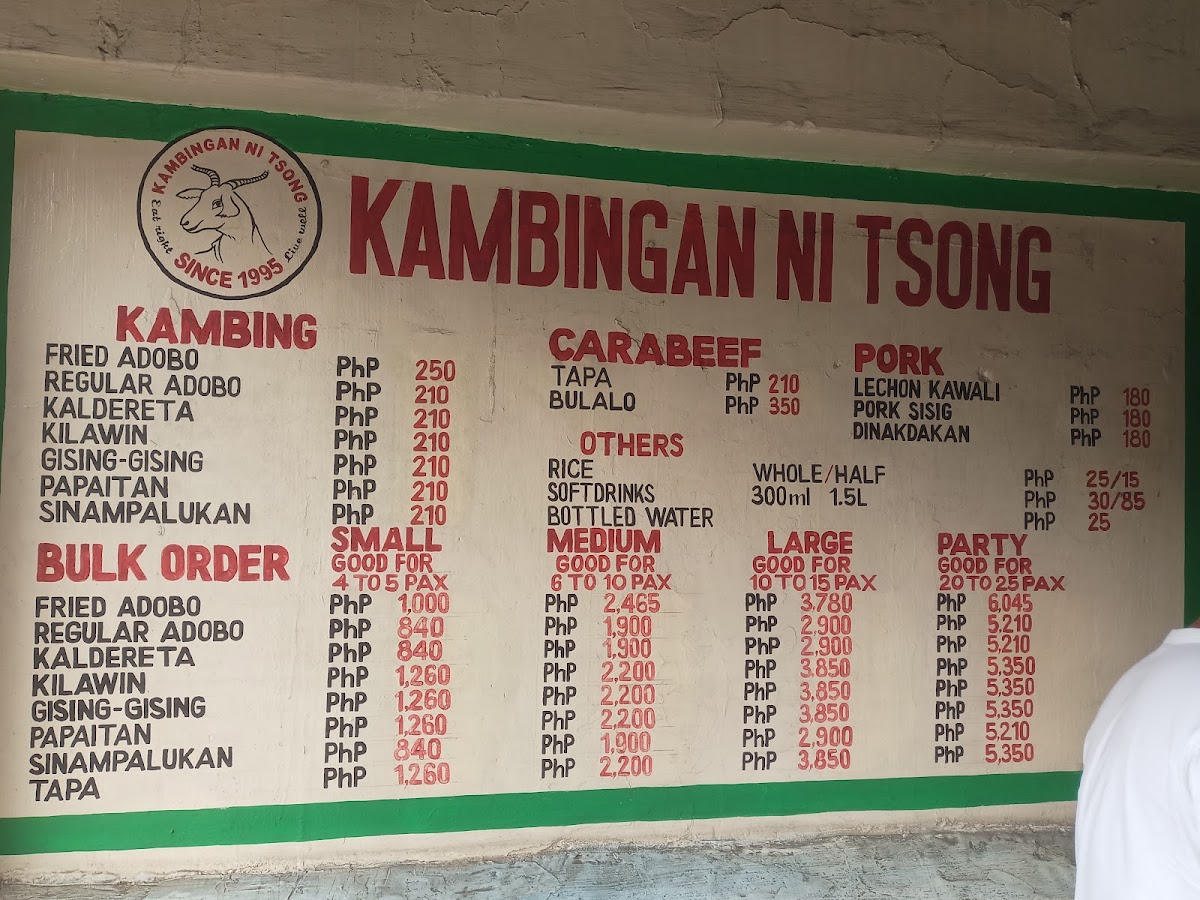 KAMBINGAN NI TSONG
Eat right
Live well
SINCE 1995
KAMBINGAN NI TSONG
KAMBING
FRIED ADOBO PhP 250
REGULAR ADOBO PhP 210
KALDERETA PhP 210
KILAWIN PhP 210
GISING-GISING PhP 210
PAPAITAN PhP 210
SINAMPALUKAN PhP 210
CARABEEF
TAPA PhP 210
BULALO PhP 350
PORK
LECHON KAWALI PhP 180
PORK SISIG PhP 180
DINAKDAKAN PhP 180
OTHERS
RICE WHOLE/HALF PhP 25/15
SOFTDRINKS 300ml 1.5L PhP 30/85
BOTTLED WATER PhP 25
BULK ORDER SMALL MEDIUM LARGE PARTY
GOOD FOR GOOD FOR GOOD FOR GOOD FOR
4 TO 5 PAX 6 TO 10 PAX 10 TO 15 PAX 20 TO 25 PAX
FRIED ADOBO PhP 1,000 PhP 2,465 PhP 3,780 PhP 6,045
REGULAR ADOBO PhP 840 PhP 1,900 PhP 2,900 PhP 5,210
KALDERETA PhP 840 PhP 1,900 PhP 2,900 PhP 5,210
KILAWIN PhP 1,260 PhP 2,200 PhP 3,850 PhP 5,350
GISING-GISING PhP 1,260 PhP 2,200 PhP 3,850 PhP 5,350
PAPAITAN PhP 1,260 PhP 2,200 PhP 3,850 PhP 5,350
SINAMPALUKAN PhP 840 PhP 1,900 PhP 2,900 PhP 5,210
TAPA PhP 1,260 PhP 2,200 PhP 3,850 PhP 5,350